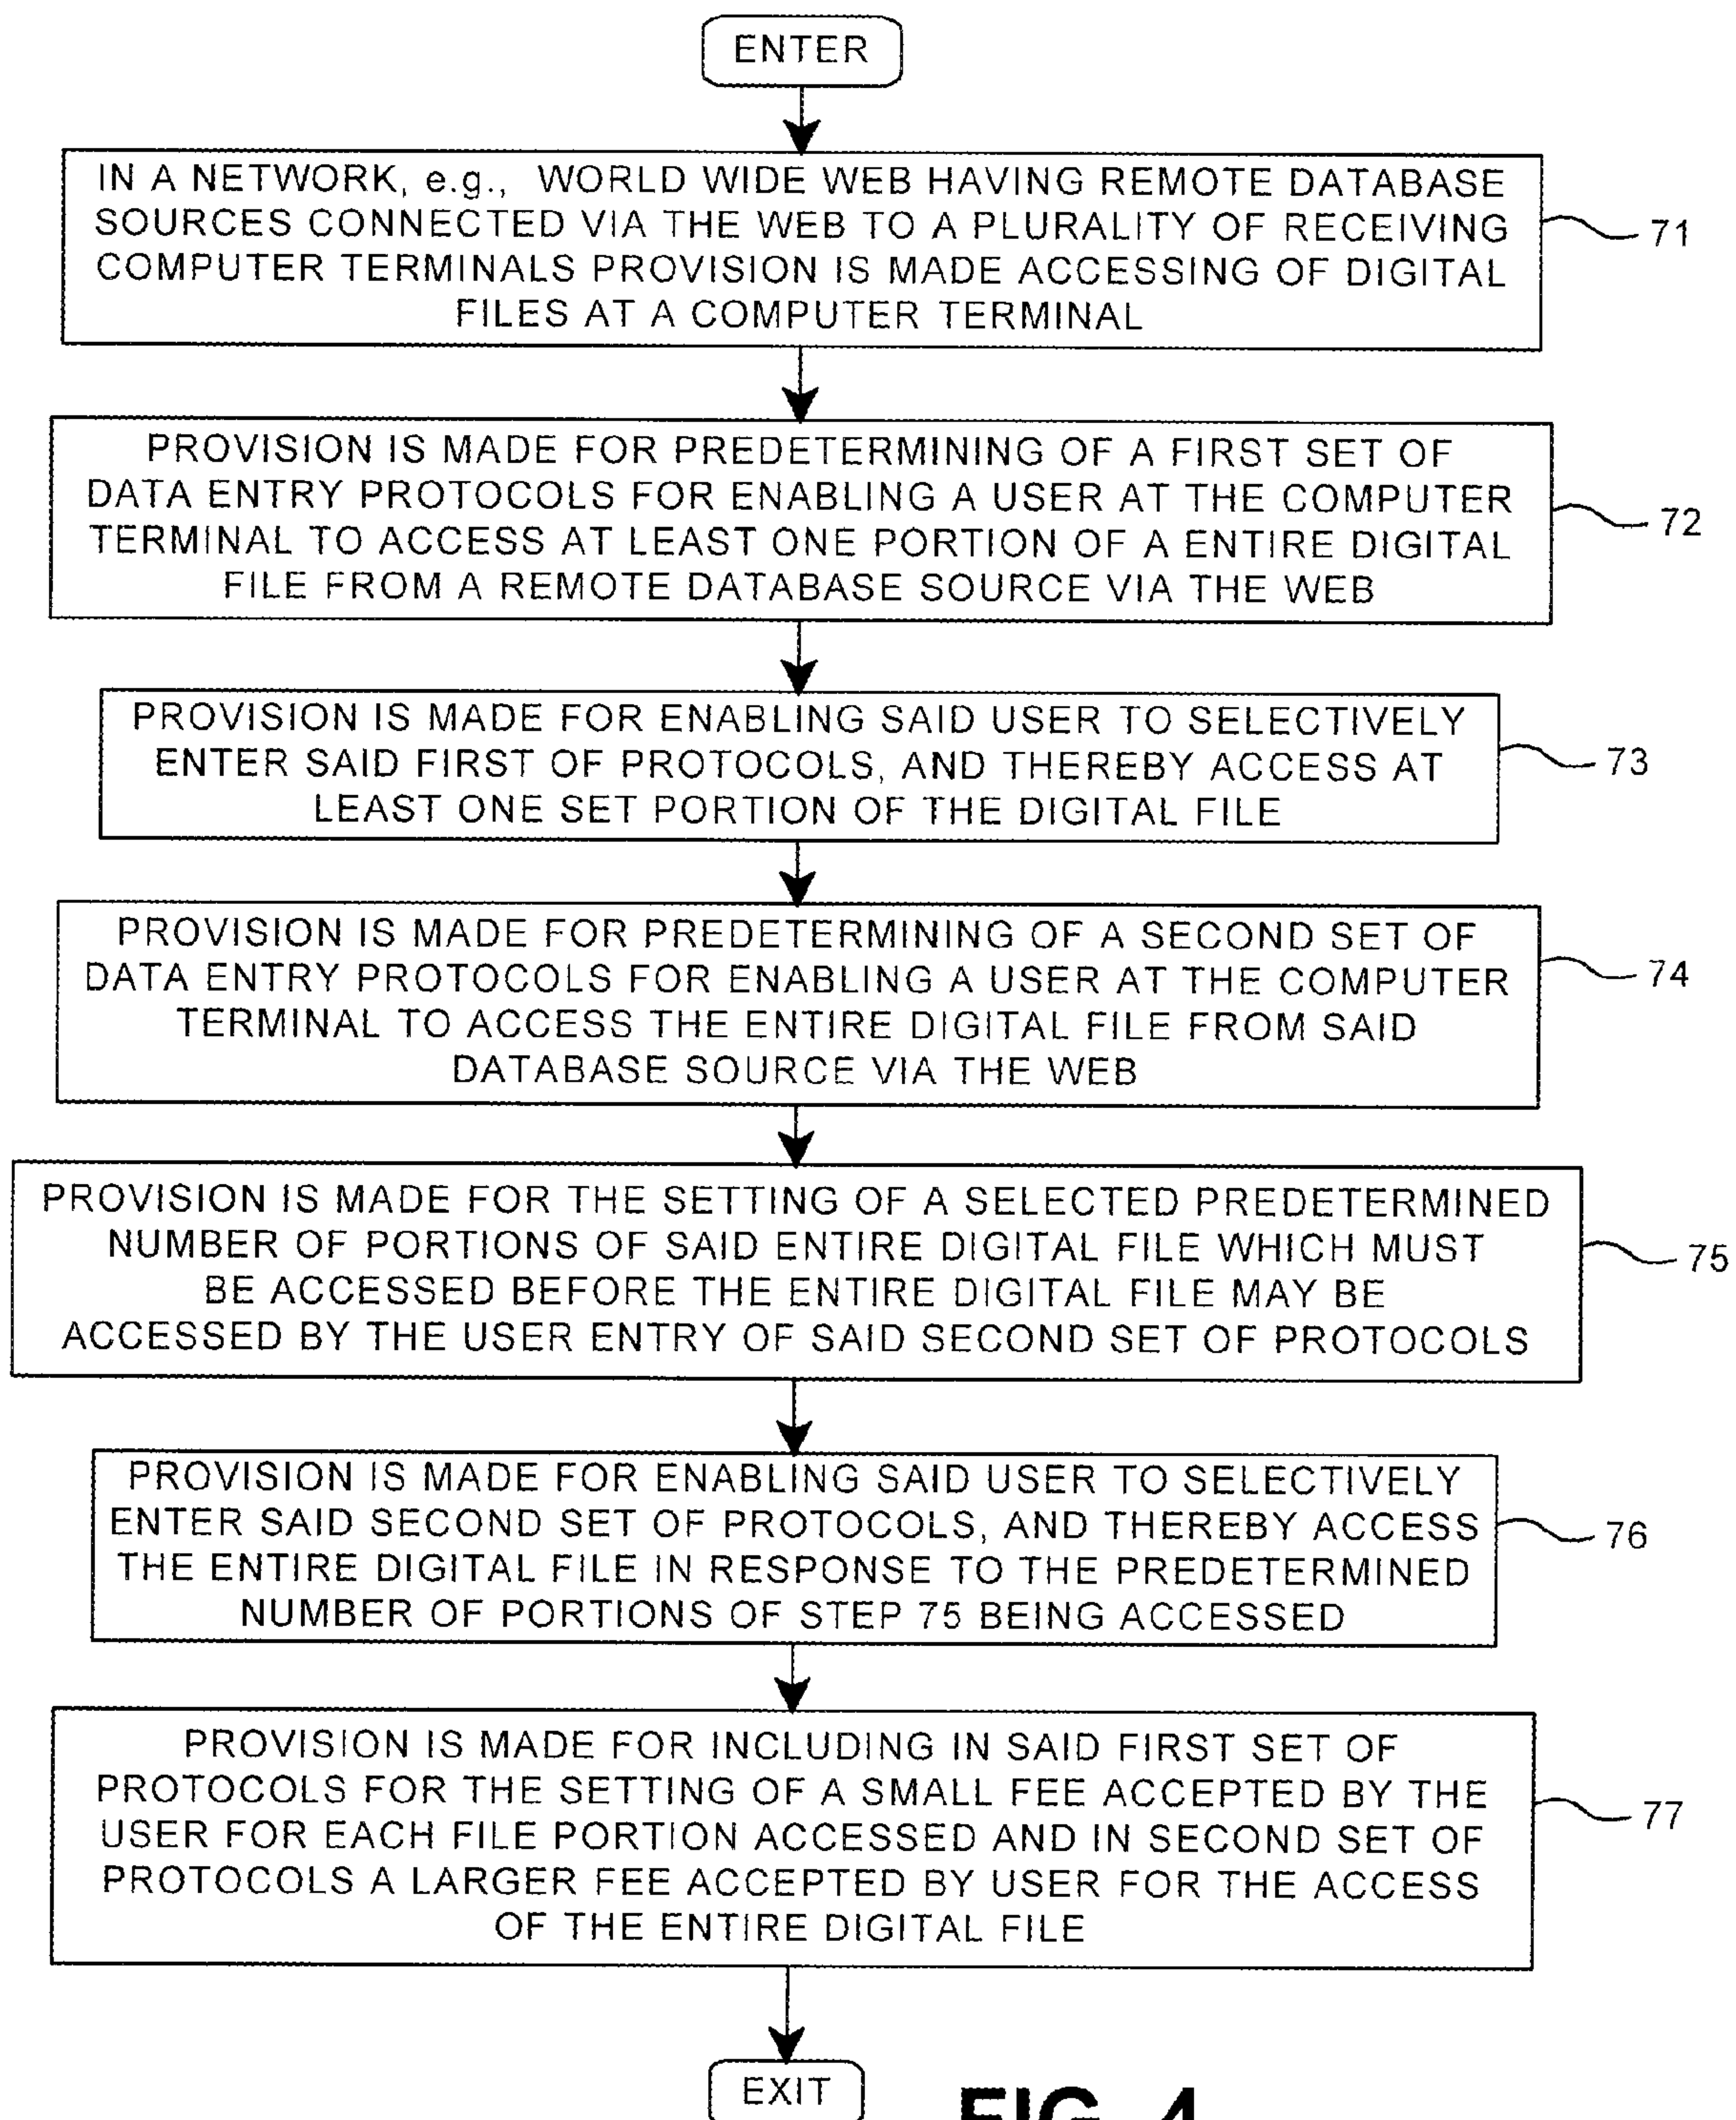 ENTER
IN A NETWORK, e.g., WORLD WIDE WEB HAVING REMOTE DATABASE
SOURCES CONNECTED VIA THE WEB TO A PLURALITY OF RECEIVING
COMPUTER TERMINALS PROVISION IS MADE ACCESSING OF DIGITAL
FILES AT A COMPUTER TERMINAL
71
PROVISION IS MADE FOR PREDETERMINING OF A FIRST SET OF
DATA ENTRY PROTOCOLS FOR ENABLING A USER AT THE COMPUTER
TERMINAL TO ACCESS AT LEAST ONE PORTION OF A ENTIRE DIGITAL
FILE FROM A REMOTE DATABASE SOURCE VIA THE WEB
72
PROVISION IS MADE FOR ENABLING SAID USER TO SELECTIVELY
ENTER SAID FIRST OF PROTOCOLS, AND THEREBY ACCESS AT
LEAST ONE SET PORTION OF THE DIGITAL FILE
73
PROVISION IS MADE FOR PREDETERMINING OF A SECOND SET OF
DATA ENTRY PROTOCOLS FOR ENABLING A USER AT THE COMPUTER
TERMINAL TO ACCESS THE ENTIRE DIGITAL FILE FROM SAID
DATABASE SOURCE VIA THE WEB
74
PROVISION IS MADE FOR THE SETTING OF A SELECTED PREDETERMINED
NUMBER OF PORTIONS OF SAID ENTIRE DIGITAL FILE WHICH MUST
BE ACCESSED BEFORE THE ENTIRE DIGITAL FILE MAY BE
ACCESSED BY THE USER ENTRY OF SAID SECOND SET OF PROTOCOLS
75
PROVISION IS MADE FOR ENABLING SAID USER TO SELECTIVELY
ENTER SAID SECOND SET OF PROTOCOLS, AND THEREBY ACCESS
THE ENTIRE DIGITAL FILE IN RESPONSE TO THE PREDETERMINED
NUMBER OF PORTIONS OF STEP 75 BEING ACCESSED
76
PROVISION IS MADE FOR INCLUDING IN SAID FIRST SET OF
PROTOCOLS FOR THE SETTING OF A SMALL FEE ACCEPTED BY THE
USER FOR EACH FILE PORTION ACCESSED AND IN SECOND SET OF
PROTOCOLS A LARGER FEE ACCEPTED BY USER FOR THE ACCESS
OF THE ENTIRE DIGITAL FILE
77
EXIT
FIG. 4